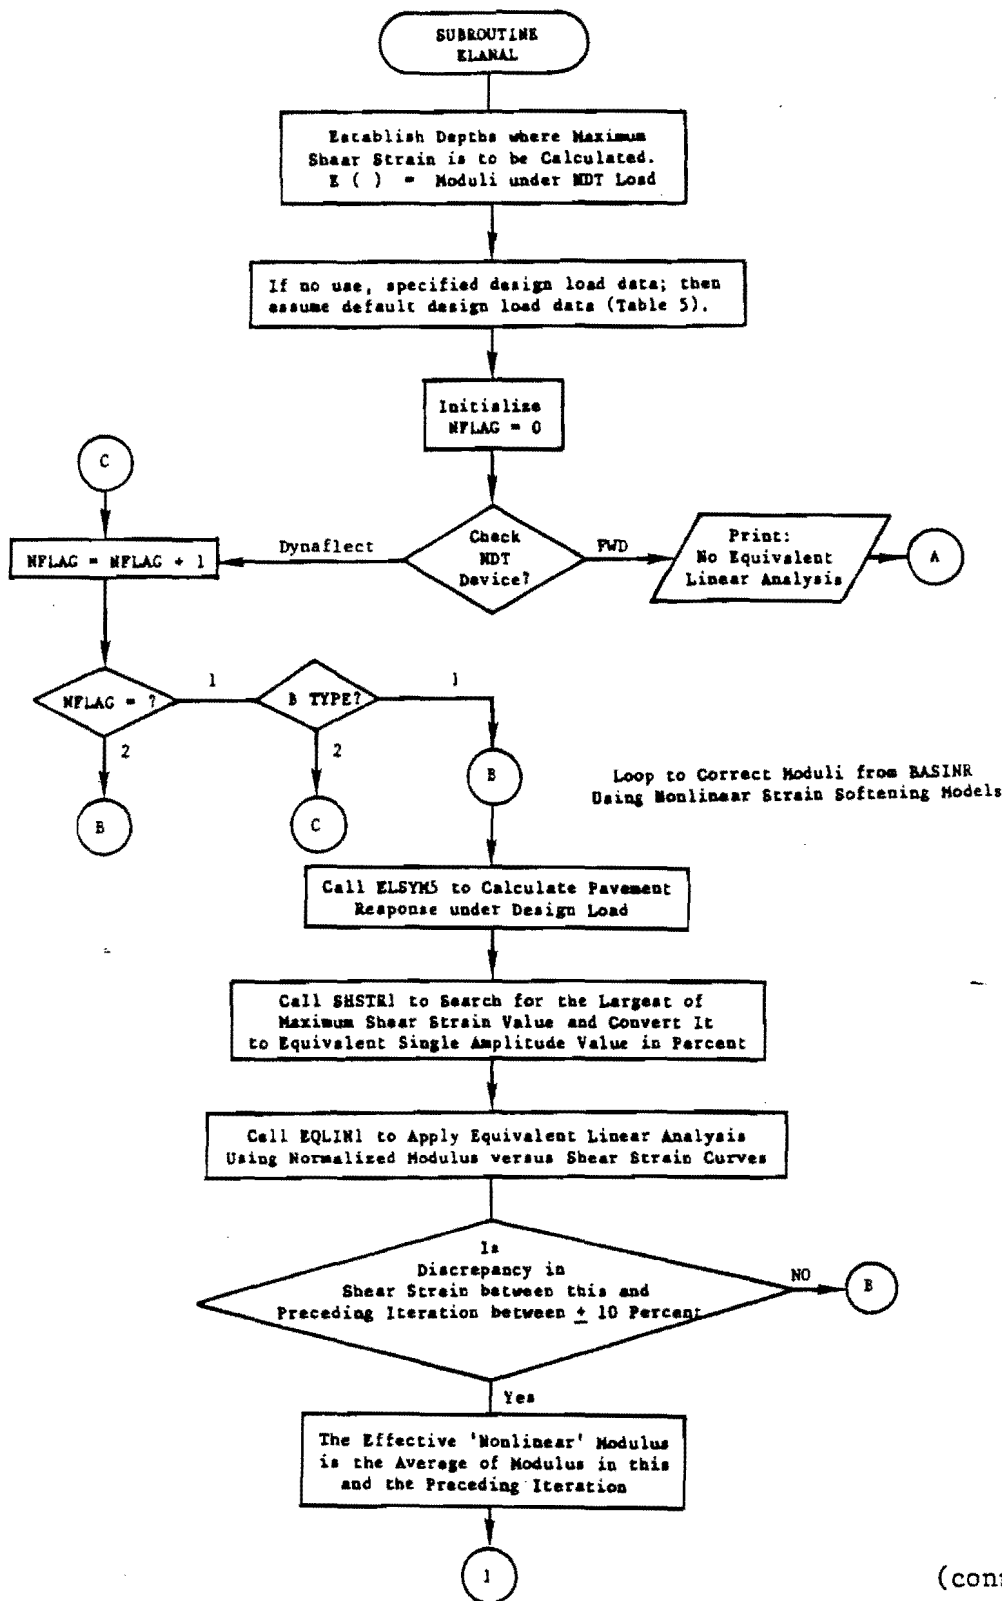 SUBROUTINE
ELANAL
Establish Depths where Maximum
Shear Strain is to be Calculated.
E ( ) = Moduli under NDT Load
If no use, specified design load data; then
assume default design load data (Table 5).
Initialize
NFLAG = 0
C
Check
NDT
Device?
Dynaflect
FWD
NFLAG = NFLAG + 1
Print:
No Equivalent
Linear Analysis
A
NFLAG = ?
1
B TYPE?
1
2
2
B
C
B
Loop to Correct Moduli from BASINR
Using Nonlinear Strain Softening Models
Call ELSYM5 to Calculate Pavement
Response under Design Load
Call SHSTR1 to Search for the Largest of
Maximum Shear Strain Value and Convert It
to Equivalent Single Amplitude Value in Percent
Call EQLIN1 to Apply Equivalent Linear Analysis
Using Normalized Modulus versus Shear Strain Curves
Is
Discrepancy in
Shear Strain between this and
Preceding Iteration between ± 10 Percent
NO
B
Yes
The Effective 'Nonlinear' Modulus
is the Average of Modulus in this
and the Preceding Iteration
1